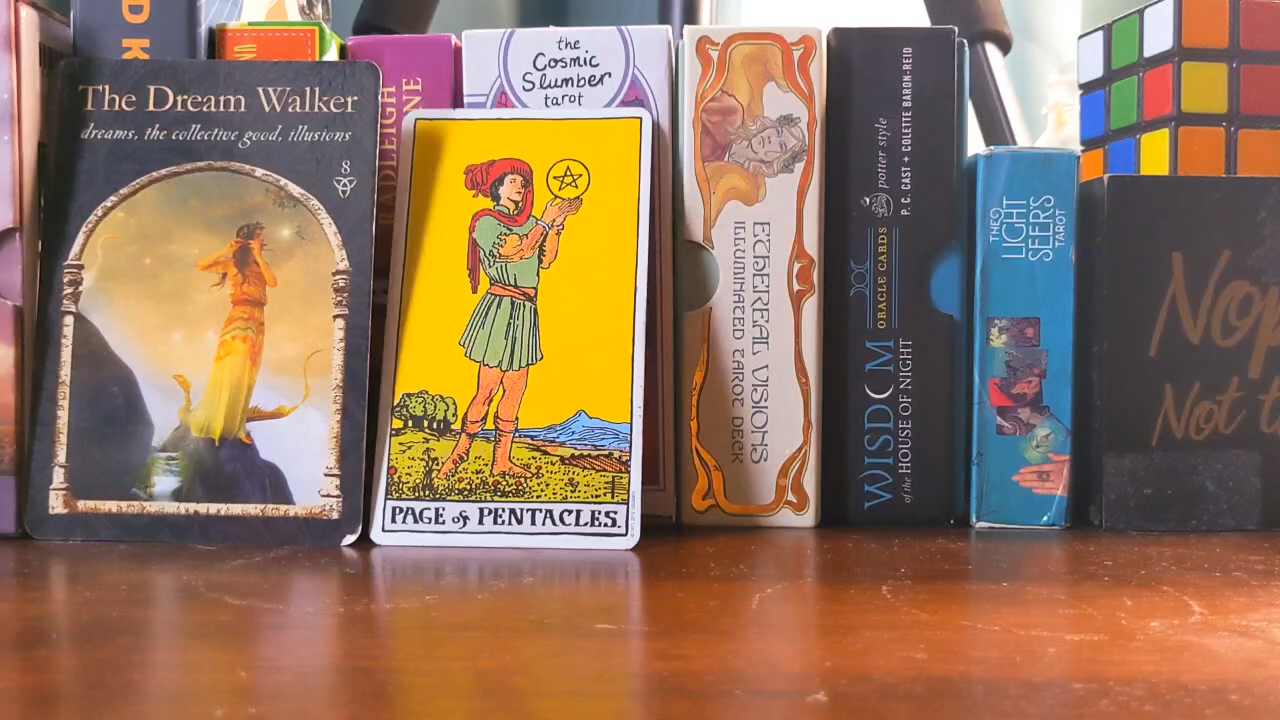 The Dream Walker
dreams, the collective good, illusions
8
PAGE of PENTACLES.
the
Cosmic
Slumber
tarot
ETHEREAL VISIONS
ILLUMINATED TAROT DECK
WISDOM ORACLE CARDS
of the HOUSE OF NIGHT
potter style
P. C. CAST + COLETTE BARON-REID
THE
LIGHT
SEER'S
TAROT
Not